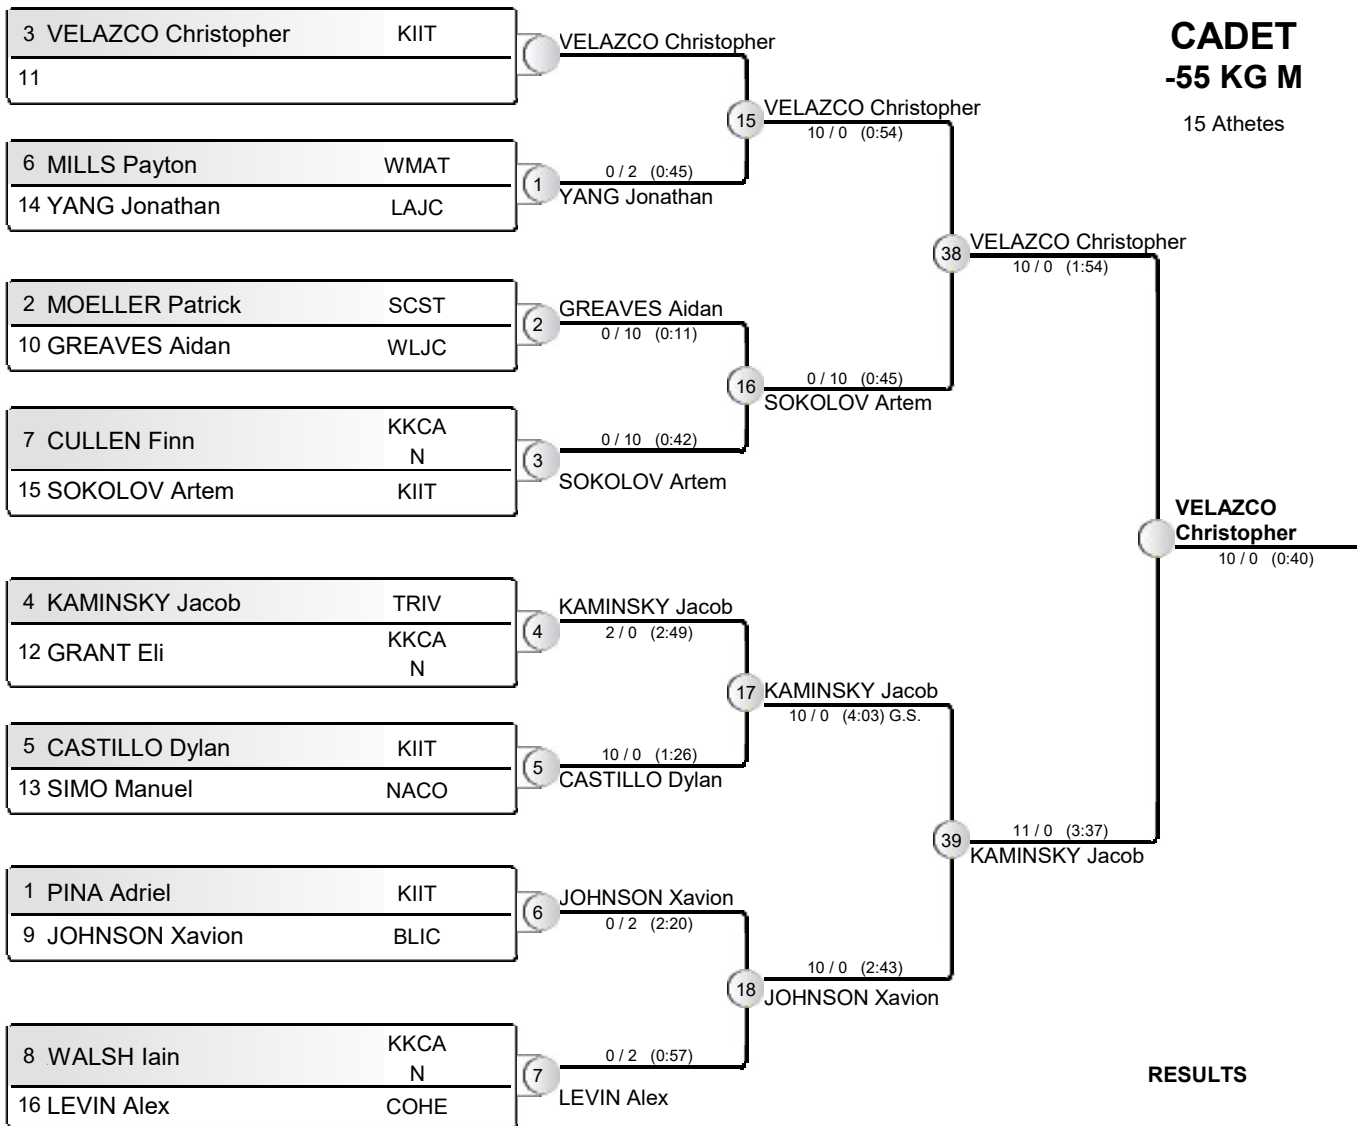 CADET
-55 KG M
15 Athetes
3 VELAZCO Christopher KIIT
11
6 MILLS Payton WMAT
14 YANG Jonathan LAJC
2 MOELLER Patrick SCST
10 GREAVES Aidan WLJC
7 CULLEN Finn KKCA
N
15 SOKOLOV Artem KIIT
4 KAMINSKY Jacob TRIV
12 GRANT Eli KKCA
N
5 CASTILLO Dylan KIIT
13 SIMO Manuel NACO
1 PINA Adriel KIIT
9 JOHNSON Xavion BLIC
8 WALSH Iain KKCA
N
16 LEVIN Alex COHE
VELAZCO Christopher
1
0 / 2 (0:45)
YANG Jonathan
2
GREAVES Aidan
0 / 10 (0:11)
3
0 / 10 (0:42)
SOKOLOV Artem
4
KAMINSKY Jacob
2 / 0 (2:49)
5
10 / 0 (1:26)
CASTILLO Dylan
6
JOHNSON Xavion
0 / 2 (2:20)
7
0 / 2 (0:57)
LEVIN Alex
15
VELAZCO Christopher
10 / 0 (0:54)
16
0 / 10 (0:45)
SOKOLOV Artem
17
KAMINSKY Jacob
10 / 0 (4:03) G.S.
18
10 / 0 (2:43)
JOHNSON Xavion
38
VELAZCO Christopher
10 / 0 (1:54)
39
11 / 0 (3:37)
KAMINSKY Jacob
VELAZCO
Christopher
10 / 0 (0:40)
RESULTS